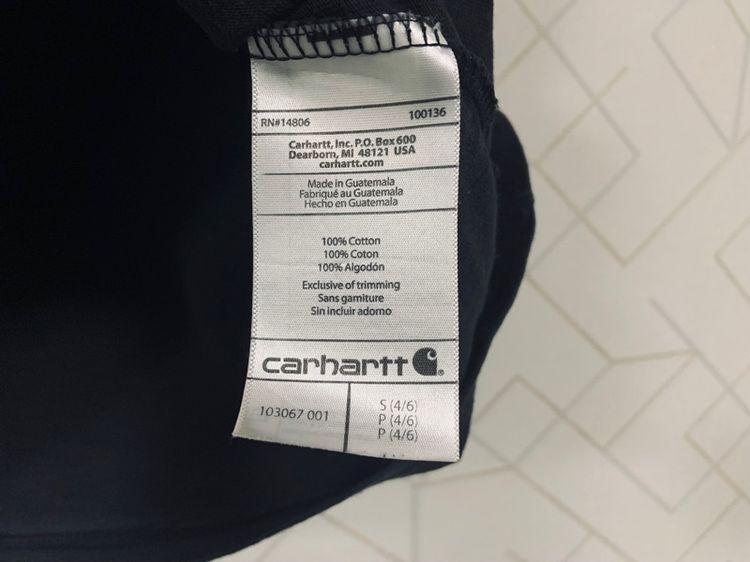 RN#14806 100136
Carhartt, Inc. P.O. Box 600
Dearborn, MI 48121 USA
carhartt.com
Made in Guatemala
Fabriqué au Guatemala
Hecho en Guatemala
100% Cotton
100% Coton
100% Algodón
Exclusive of trimming
Sans garniture
Sin incluir adorno
carhartt®
103067 001
S (4/6)
P (4/6)
P (4/6)